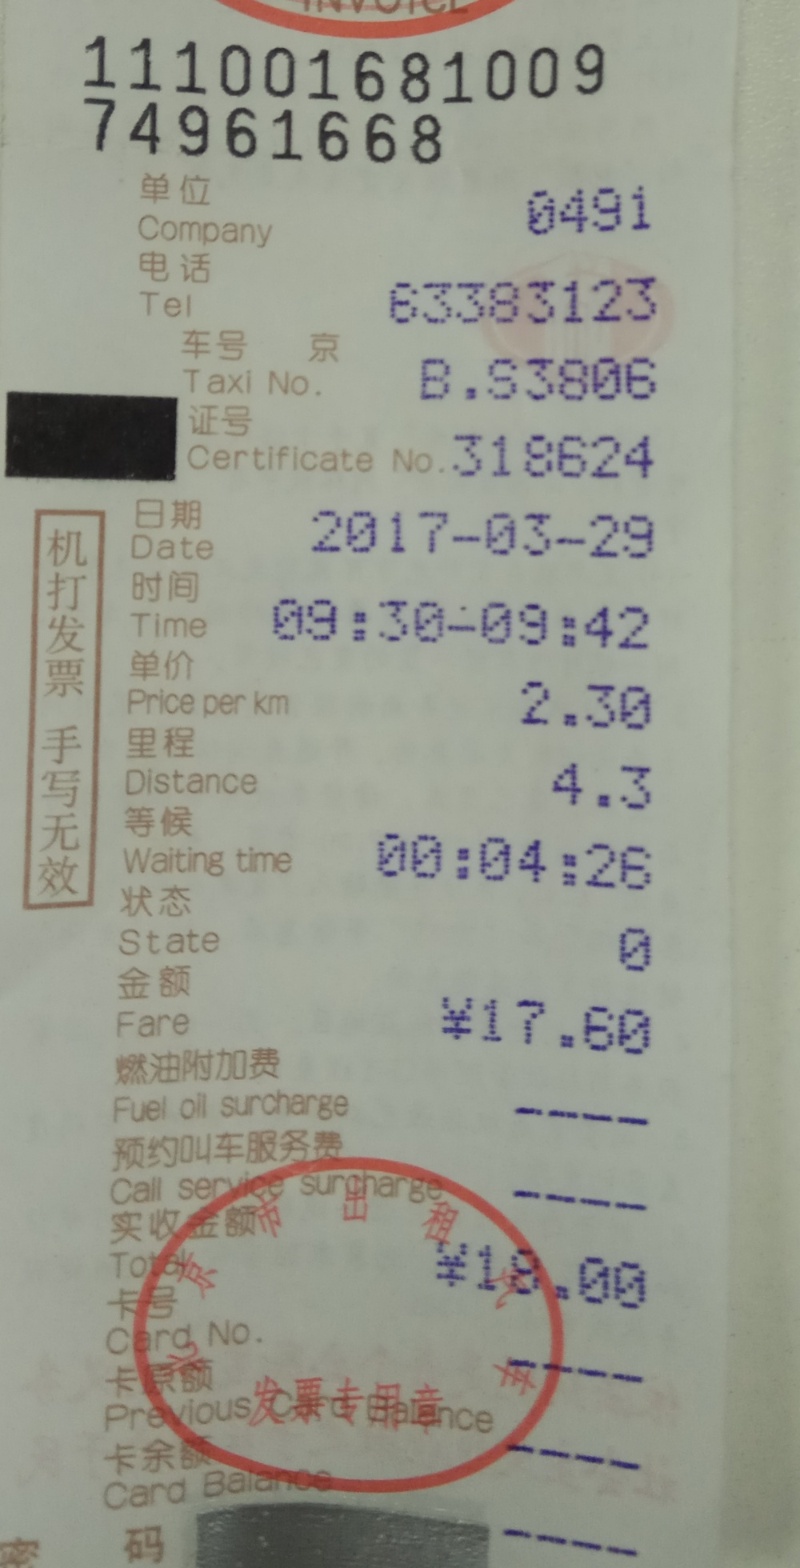 INVOICE
111001681009
74961668
单位
Company 0491
电话
Tel 63383123
车号 京
Taxi No. B.S3806
证号
Certificate No. 318624
日期
Date 2017-03-29
时间
Time 09:30-09:42
单价
Price per km 2.30
里程
Distance 4.3
等候
Waiting time 00:04:26
状态
State 0
金额
Fare ¥17.60
燃油附加费
Fuel oil surcharge ----
预约叫车服务费
Call service surcharge ----
实收金额
Total ¥18.00
卡号
Card No. ----
卡原额
Previous Card Balance ----
卡余额
Card Balance ----
密 码
机打发票 手写无效
北京市出租汽车
发票专用章